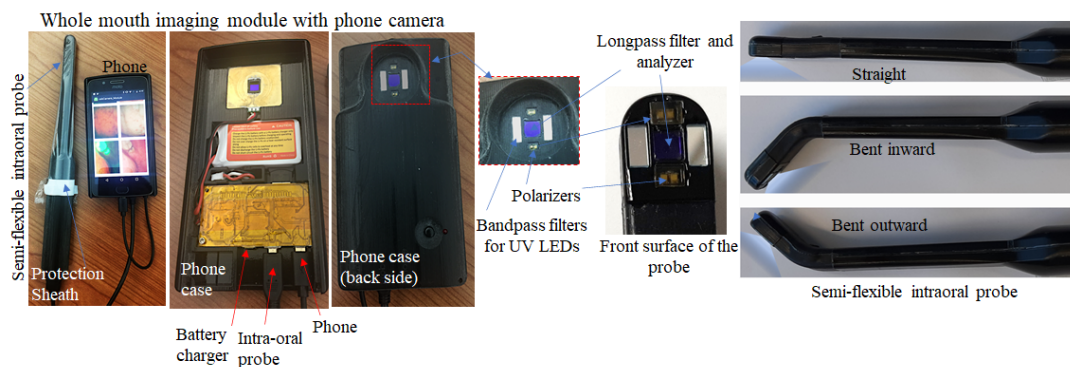 Whole mouth imaging module with phone camera
Semi-flexible intraoral probe
Phone
Protection
Sheath
Phone
case
Battery
charger
Intra-oral
probe
Phone
Phone case
(back side)
Longpass filter and
analyzer
Polarizers
Bandpass filters
for UV LEDs
Front surface of the
probe
Straight
Bent inward
Bent outward
Semi-flexible intraoral probe